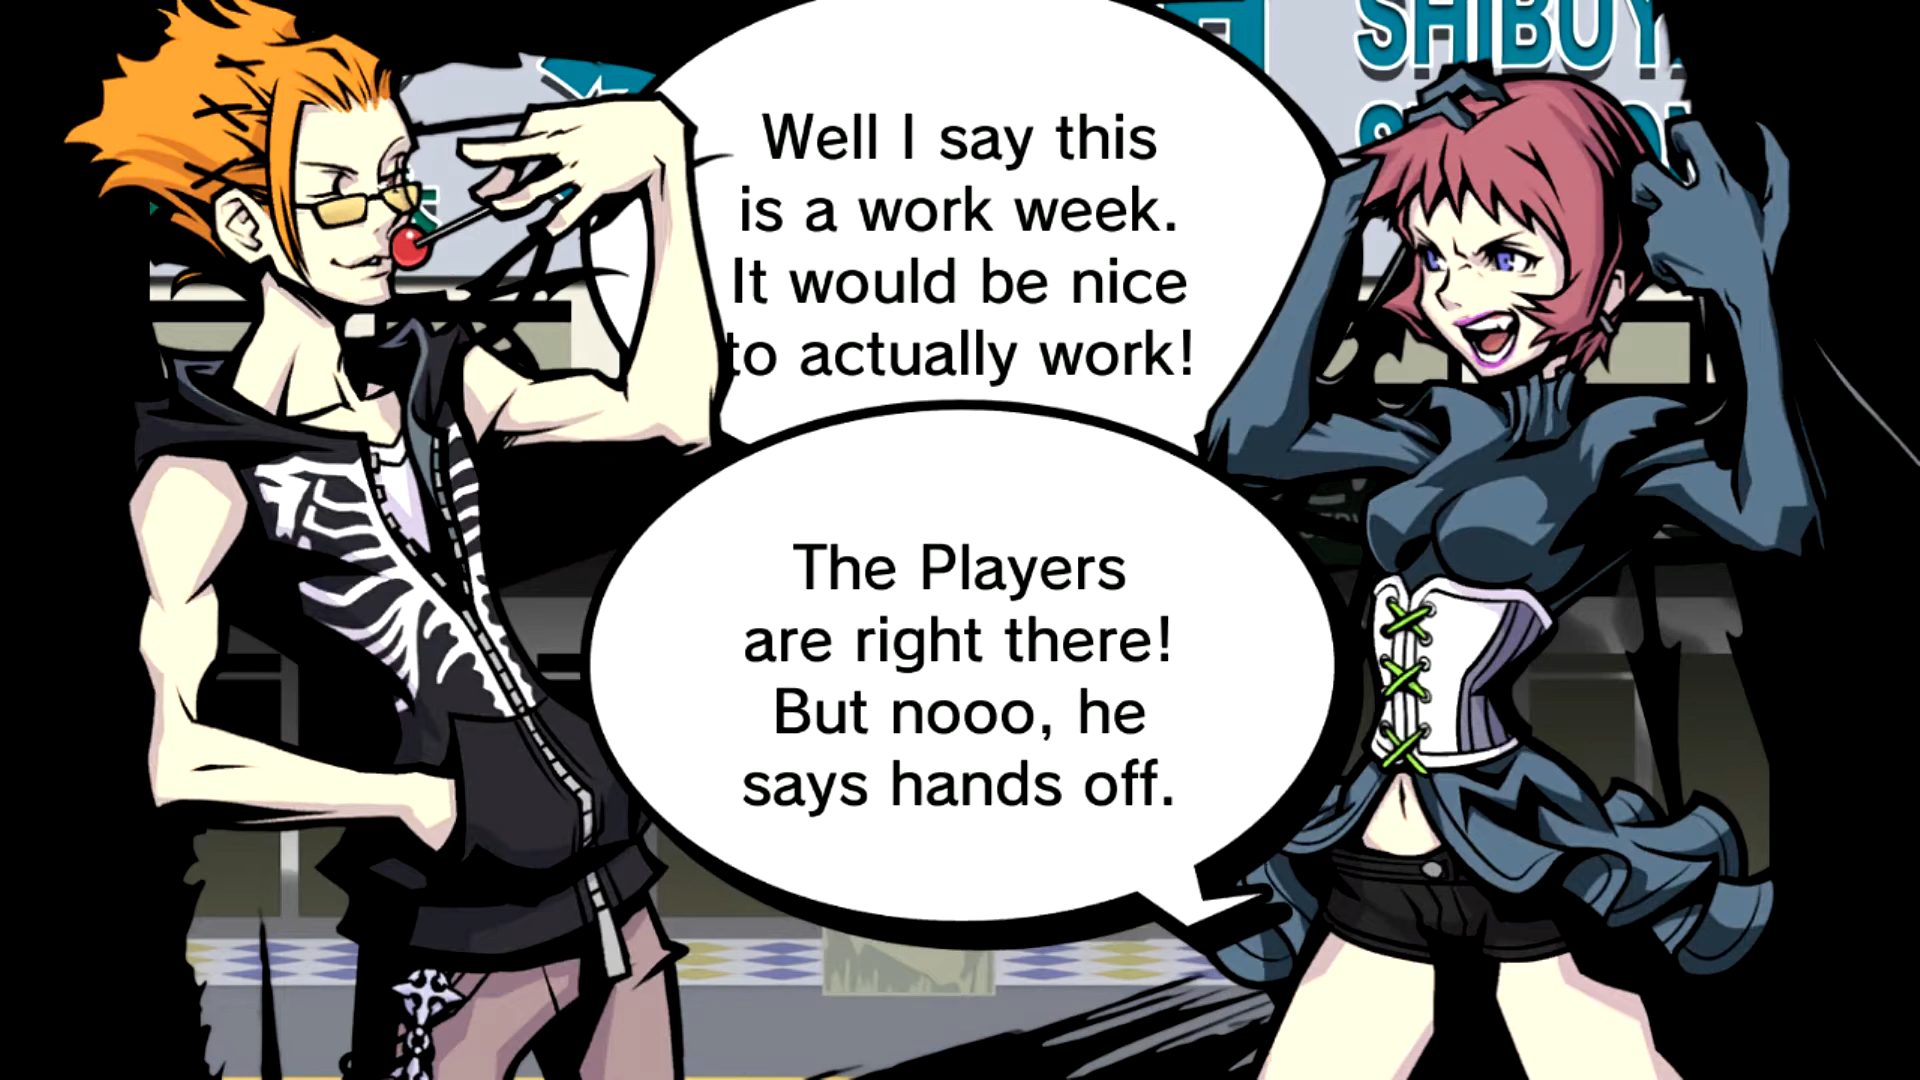 SHIBUY
Well I say this
is a work week.
It would be nice
to actually work!
The Players
are right there!
But nooo, he
says hands off.